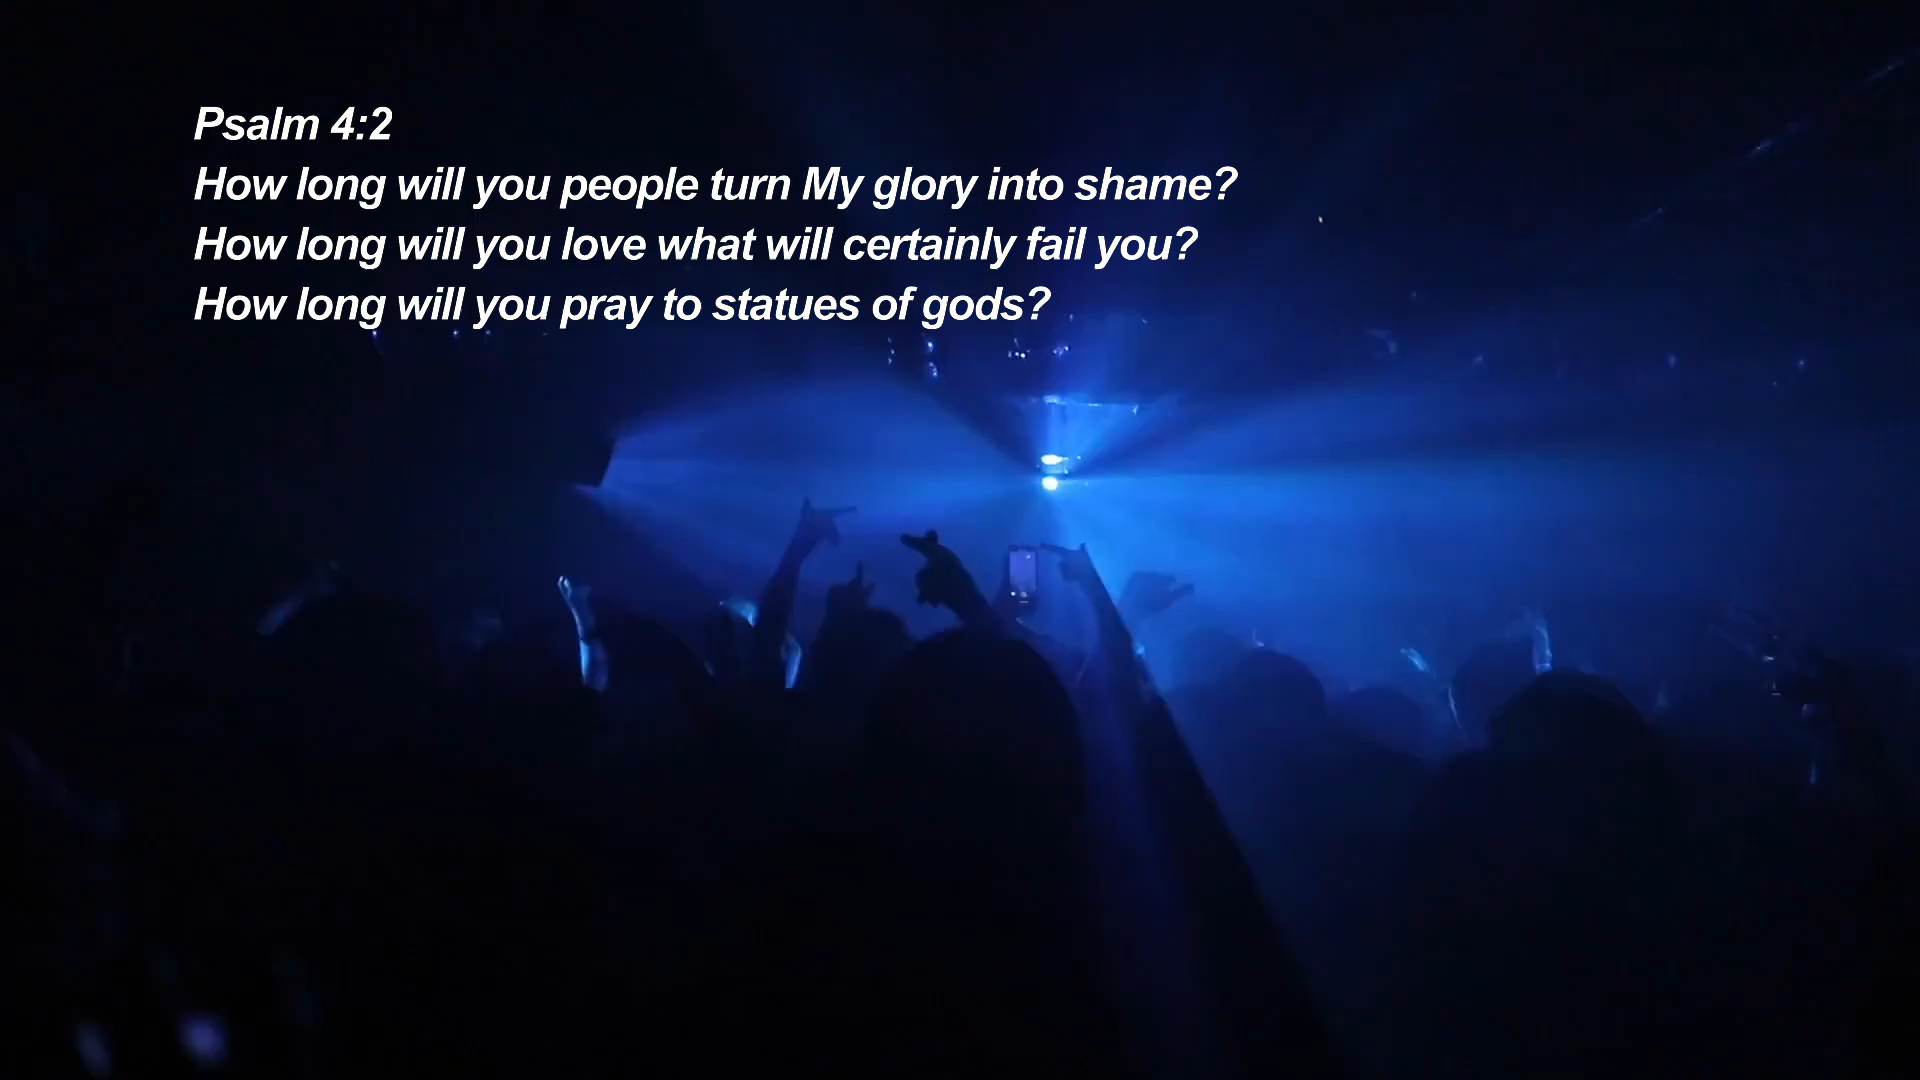 Psalm 4:2
How long will you people turn My glory into shame?
How long will you love what will certainly fail you?
How long will you pray to statues of gods?